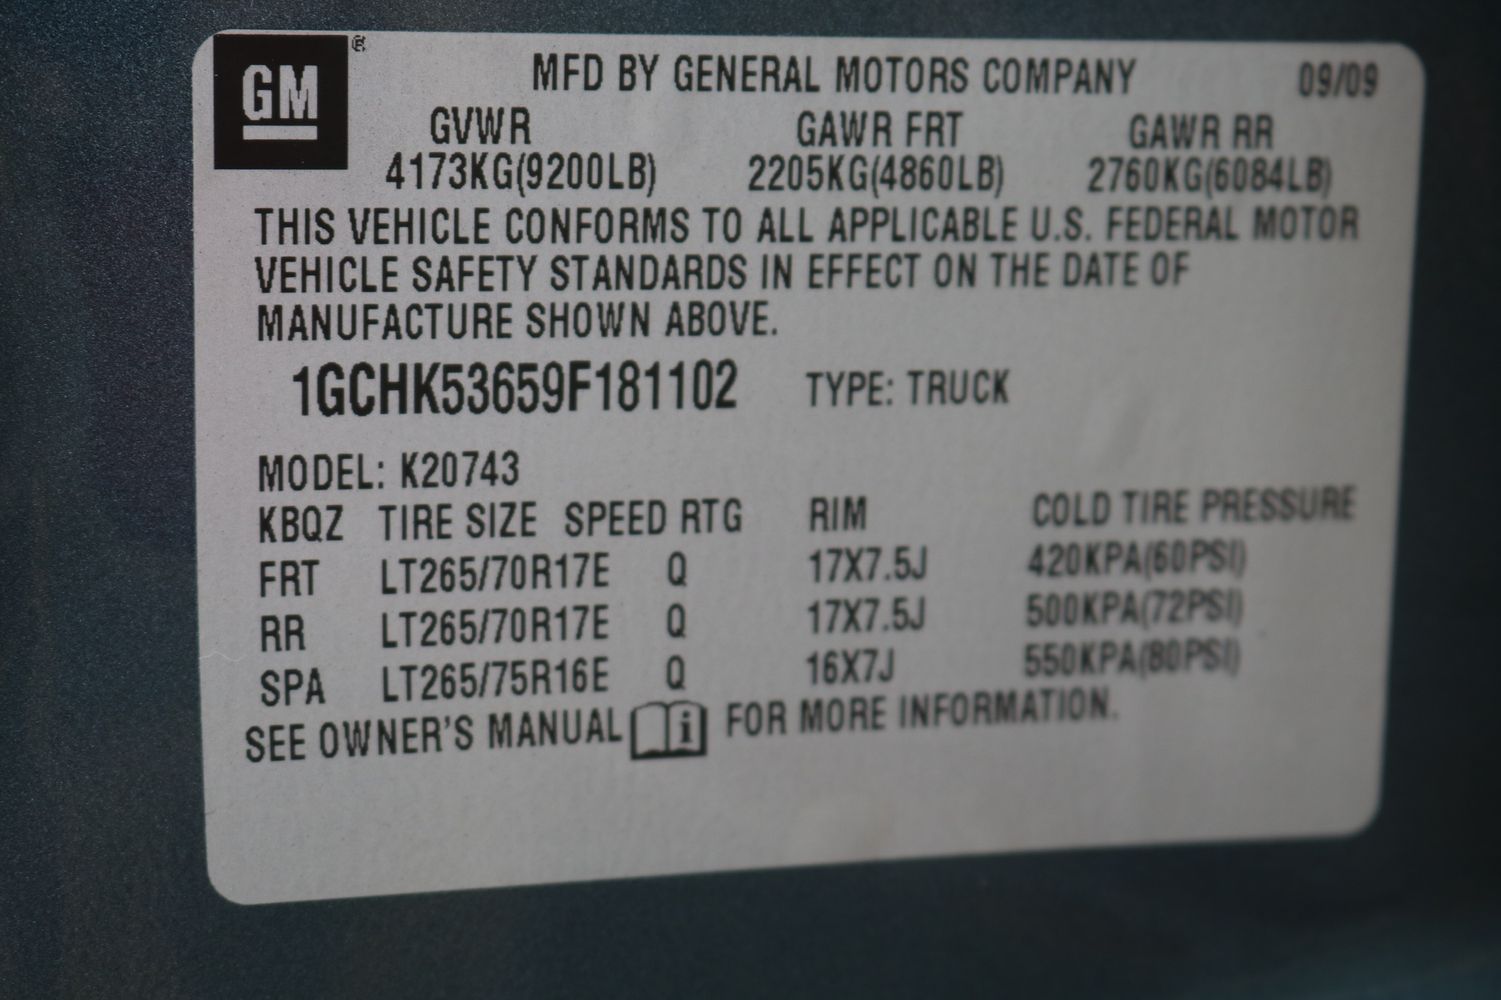 GM ®
MFD BY GENERAL MOTORS COMPANY 09/09
GVWR GAWR FRT GAWR RR
4173KG(9200LB) 2205KG(4860LB) 2760KG(6084LB)
THIS VEHICLE CONFORMS TO ALL APPLICABLE U.S. FEDERAL MOTOR
VEHICLE SAFETY STANDARDS IN EFFECT ON THE DATE OF
MANUFACTURE SHOWN ABOVE.
1GCHK53659F181102 TYPE: TRUCK
MODEL: K20743
KBQZ TIRE SIZE SPEED RTG RIM COLD TIRE PRESSURE
FRT LT265/70R17E Q 17X7.5J 420KPA(60PSI)
RR LT265/70R17E Q 17X7.5J 500KPA(72PSI)
SPA LT265/75R16E Q 16X7J 550KPA(80PSI)
SEE OWNER'S MANUAL i FOR MORE INFORMATION.